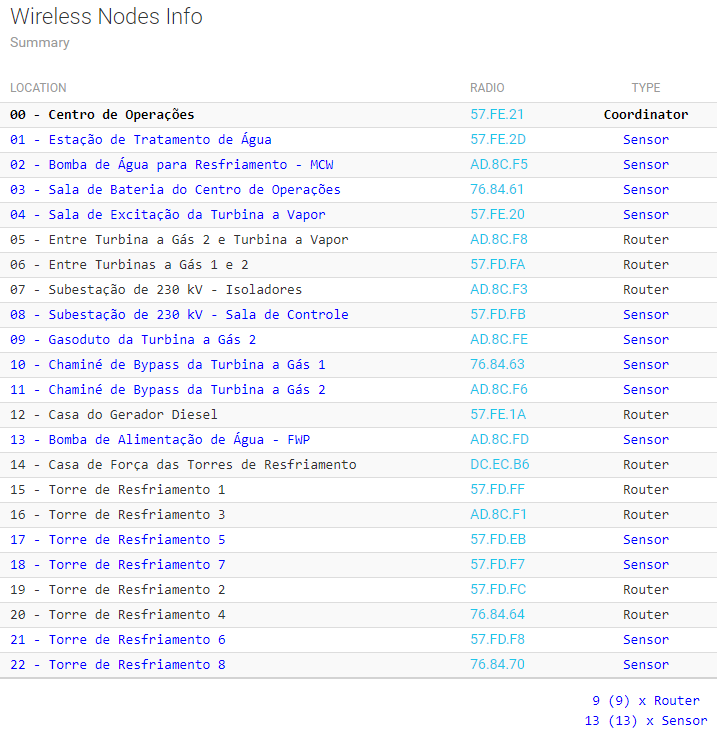 Wireless Nodes Info
Summary
LOCATION RADIO TYPE
00 - Centro de Operações 57.FE.21 Coordinator
01 - Estação de Tratamento de Água 57.FE.2D Sensor
02 - Bomba de Água para Resfriamento - MCW AD.8C.F5 Sensor
03 - Sala de Bateria do Centro de Operações 76.84.61 Sensor
04 - Sala de Excitação da Turbina a Vapor 57.FE.20 Sensor
05 - Entre Turbina a Gás 2 e Turbina a Vapor AD.8C.F8 Router
06 - Entre Turbinas a Gás 1 e 2 57.FD.FA Router
07 - Subestação de 230 kV - Isoladores AD.8C.F3 Router
08 - Subestação de 230 kV - Sala de Controle 57.FD.FB Sensor
09 - Gasoduto da Turbina a Gás 2 AD.8C.FE Sensor
10 - Chaminé de Bypass da Turbina a Gás 1 76.84.63 Sensor
11 - Chaminé de Bypass da Turbina a Gás 2 AD.8C.F6 Sensor
12 - Casa do Gerador Diesel 57.FE.1A Router
13 - Bomba de Alimentação de Água - FWP AD.8C.FD Sensor
14 - Casa de Força das Torres de Resfriamento DC.EC.B6 Router
15 - Torre de Resfriamento 1 57.FD.FF Router
16 - Torre de Resfriamento 3 AD.8C.F1 Router
17 - Torre de Resfriamento 5 57.FD.EB Sensor
18 - Torre de Resfriamento 7 57.FD.F7 Sensor
19 - Torre de Resfriamento 2 57.FD.FC Router
20 - Torre de Resfriamento 4 76.84.64 Router
21 - Torre de Resfriamento 6 57.FD.F8 Sensor
22 - Torre de Resfriamento 8 76.84.70 Sensor
9 (9) x Router
13 (13) x Sensor